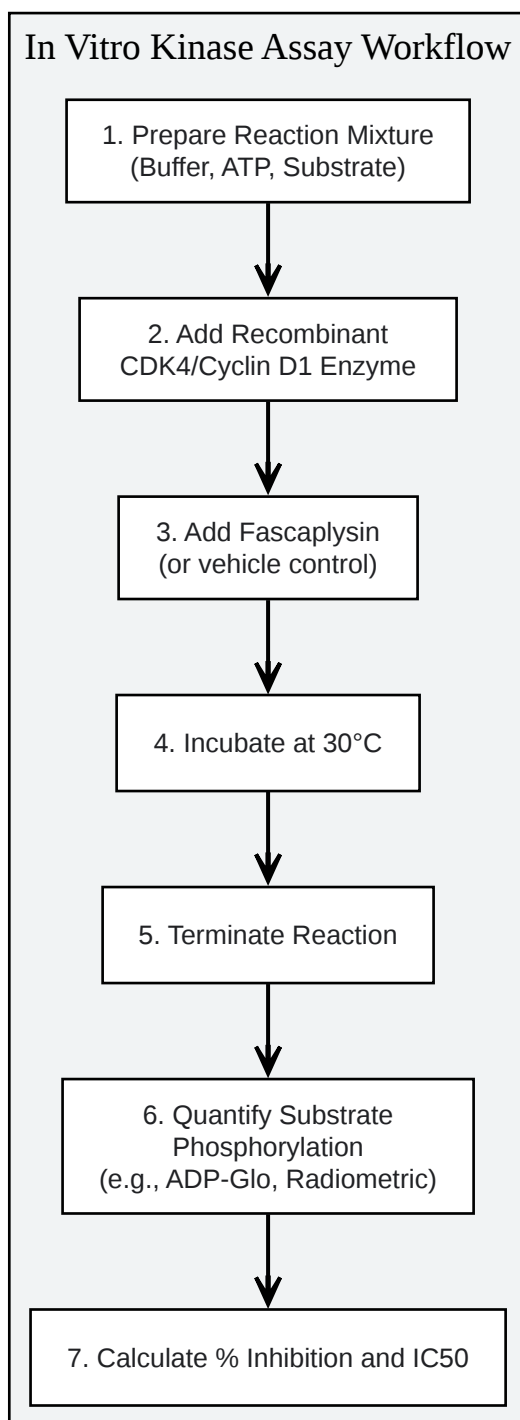 In Vitro Kinase Assay Workflow
1. Prepare Reaction Mixture
(Buffer, ATP, Substrate)
2. Add Recombinant
CDK4/Cyclin D1 Enzyme
3. Add Fascaplysin
(or vehicle control)
4. Incubate at 30°C
5. Terminate Reaction
6. Quantify Substrate
Phosphorylation
(e.g., ADP-Glo, Radiometric)
7. Calculate % Inhibition and IC50